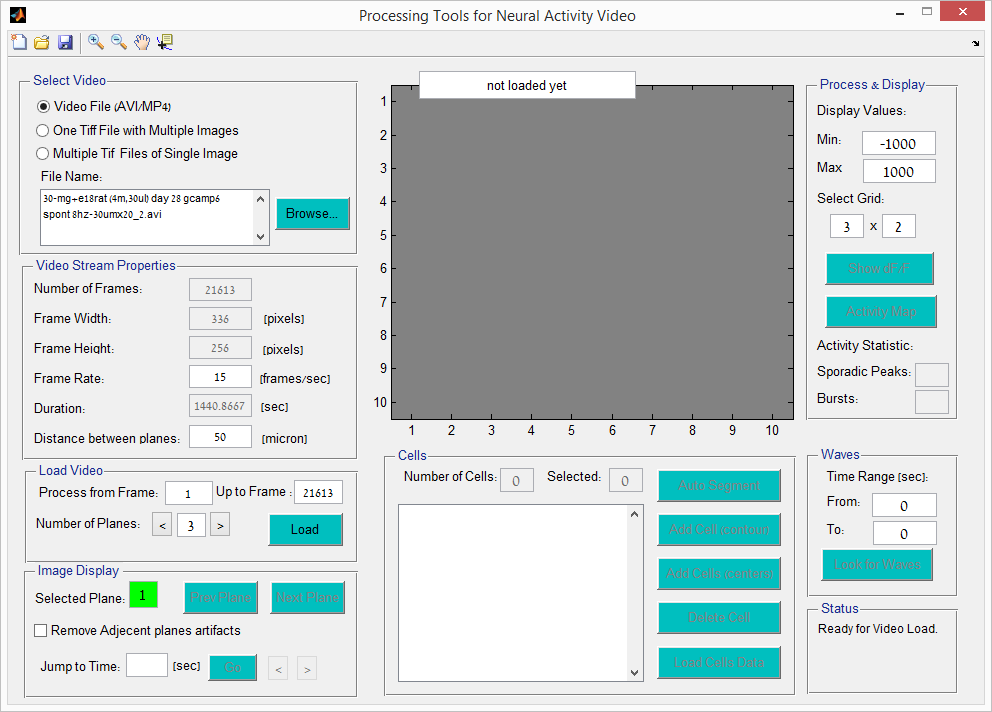 Processing Tools for Neural Activity Video
Select Video
Video File (AVI/MP4)
One Tiff File with Multiple Images
Multiple Tif Files of Single Image
File Name:
30-mg+e18rat (4m,30ul) day 28 gcamp6
spont 8hz-30umx20_2.avi
Browse...
Video Stream Properties
Number of Frames: 21613
Frame Width: 336 [pixels]
Frame Height: 256 [pixels]
Frame Rate: 15 [frames/sec]
Duration: 1440.8667 [sec]
Distance between planes: 50 [micron]
Load Video
Process from Frame: 1 Up to Frame : 21613
Number of Planes: < 3 >
Load
Image Display
Selected Plane: 1 Prev Plane Next Plane
Remove Adjecent planes artifacts
Jump to Time: [sec] Go < >
not loaded yet
1
2
3
4
5
6
7
8
9
10
1 2 3 4 5 6 7 8 9 10
Cells
Number of Cells: 0 Selected: 0
Auto Segment
Add Cell (contour)
Add Cells (centers)
Delete Cell
Load Cells Data
Process & Display
Display Values:
Min: -1000
Max 1000
Select Grid:
3 x 2
Show dF/f
Activity Map
Activity Statistic:
Sporadic Peaks:
Bursts:
Waves
Time Range [sec]:
From: 0
To: 0
Look for Waves
Status
Ready for Video Load.